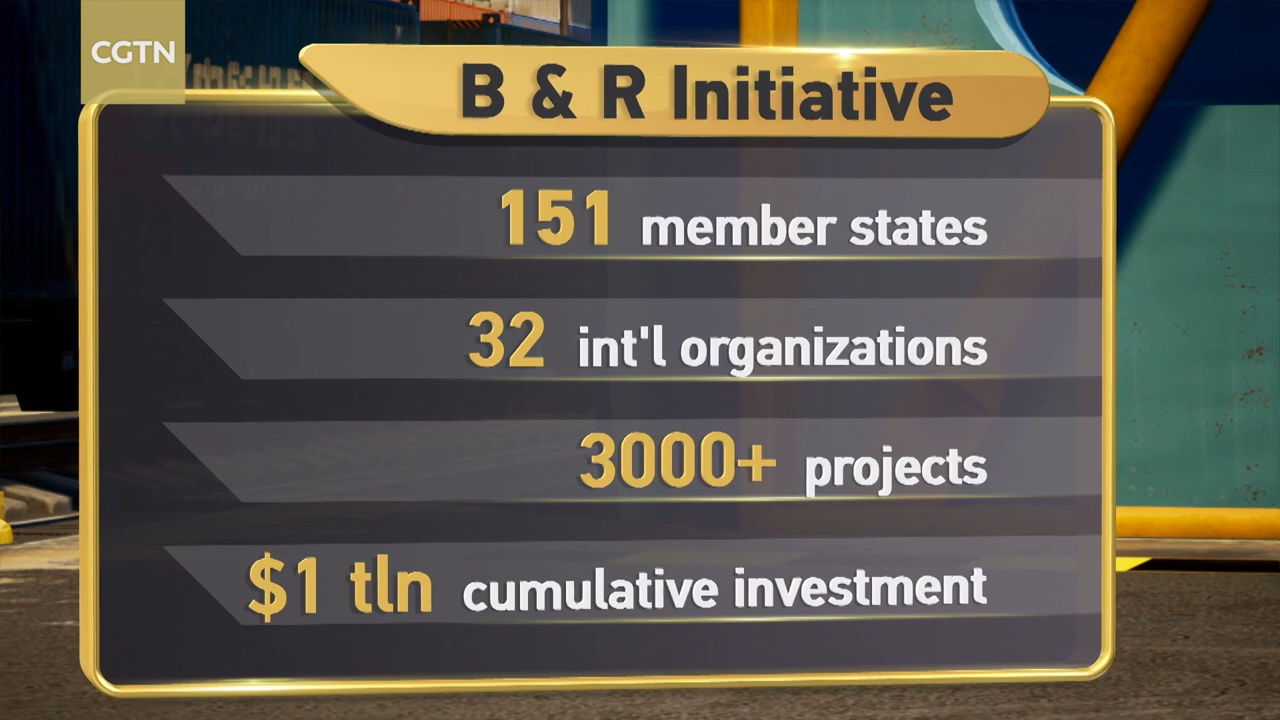 CGTN
B & R Initiative
151 member states
32 int'l organizations
3000+ projects
$1 tln cumulative investment